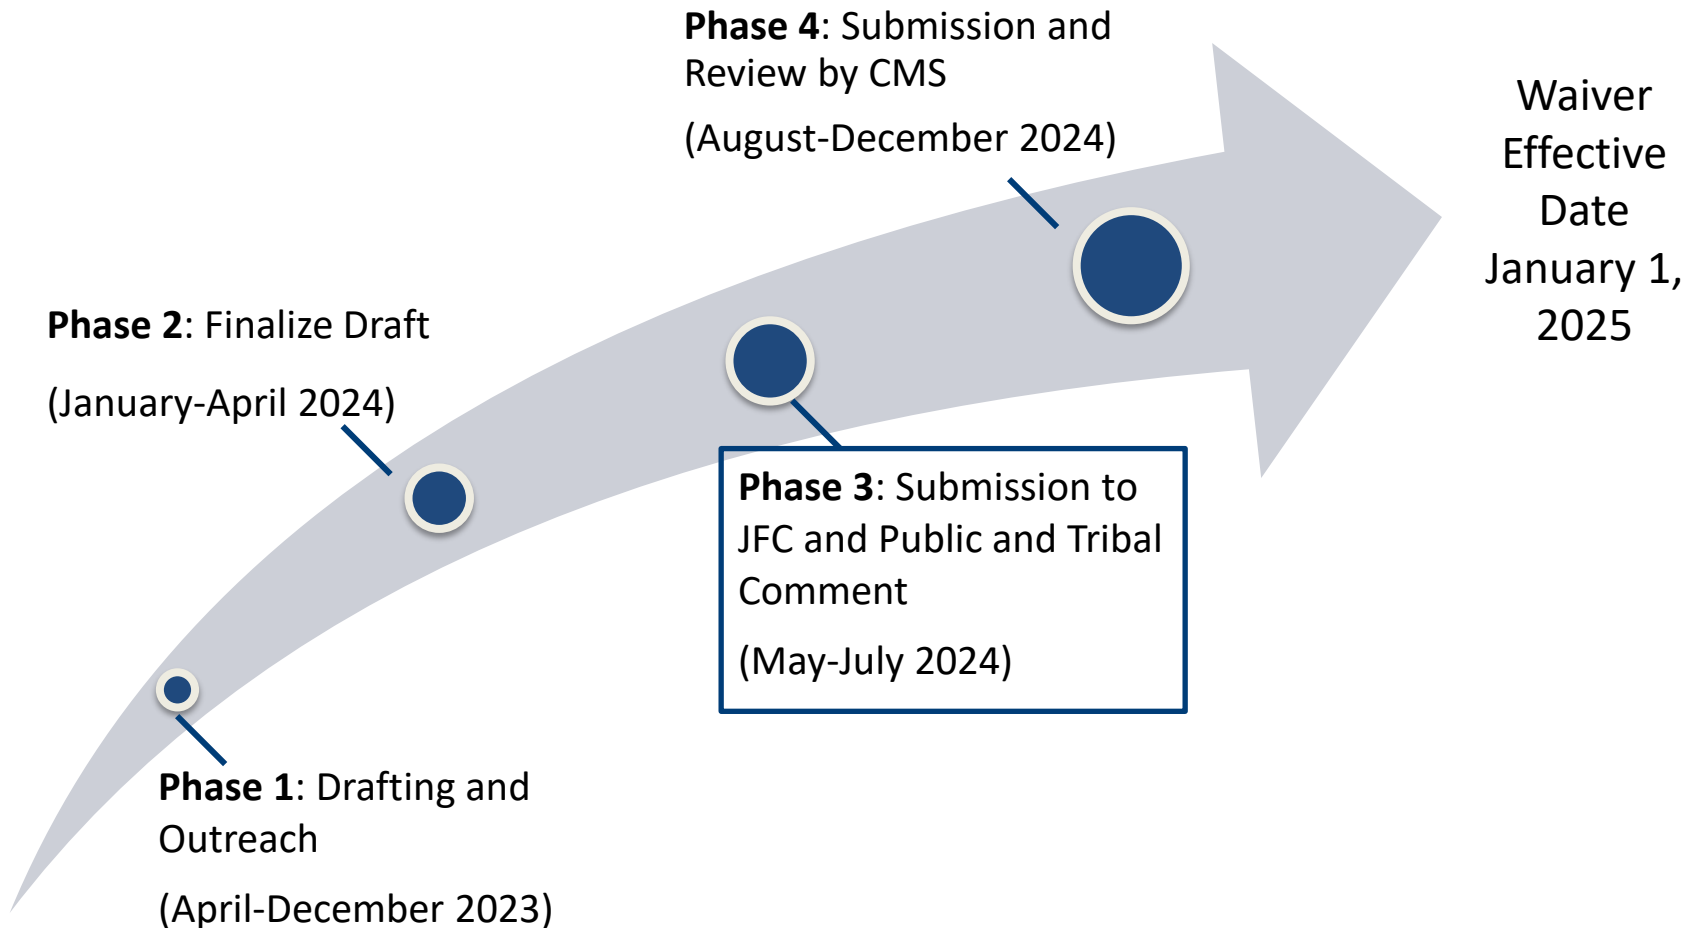 Phase 4: Submission and
Review by CMS
(August-December 2024)
Waiver
Effective
Date
January 1,
2025
Phase 2: Finalize Draft
(January-April 2024)
Phase 3: Submission to
JFC and Public and Tribal
Comment
(May-July 2024)
Phase 1: Drafting and
Outreach
(April-December 2023)